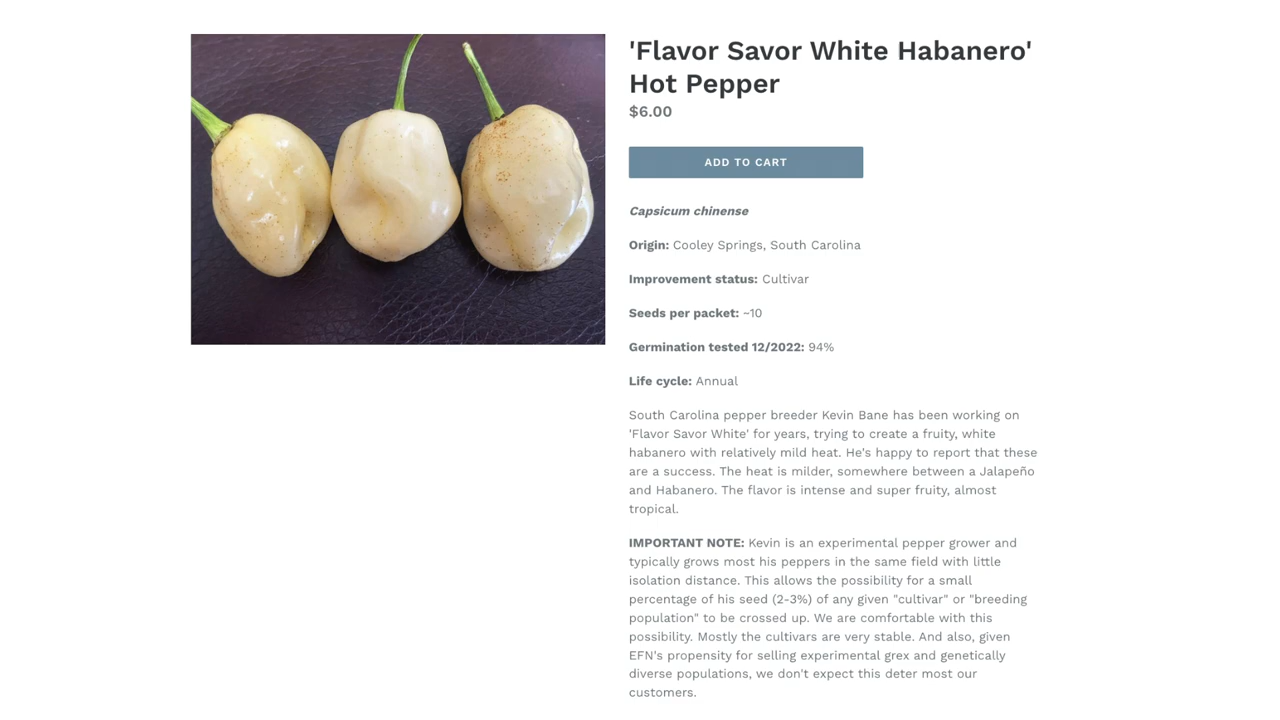 'Flavor Savor White Habanero'
Hot Pepper
$6.00
ADD TO CART
Capsicum chinense
Origin: Cooley Springs, South Carolina
Improvement status: Cultivar
Seeds per packet: ~10
Germination tested 12/2022: 94%
Life cycle: Annual
South Carolina pepper breeder Kevin Bane has been working on
'Flavor Savor White' for years, trying to create a fruity, white
habanero with relatively mild heat. He's happy to report that these
are a success. The heat is milder, somewhere between a Jalapeño
and Habanero. The flavor is intense and super fruity, almost
tropical.
IMPORTANT NOTE: Kevin is an experimental pepper grower and
typically grows most his peppers in the same field with little
isolation distance. This allows the possibility for a small
percentage of his seed (2-3%) of any given "cultivar" or "breeding
population" to be crossed up. We are comfortable with this
possibility. Mostly the cultivars are very stable. And also, given
EFN's propensity for selling experimental grex and genetically
diverse populations, we don't expect this deter most our
customers.